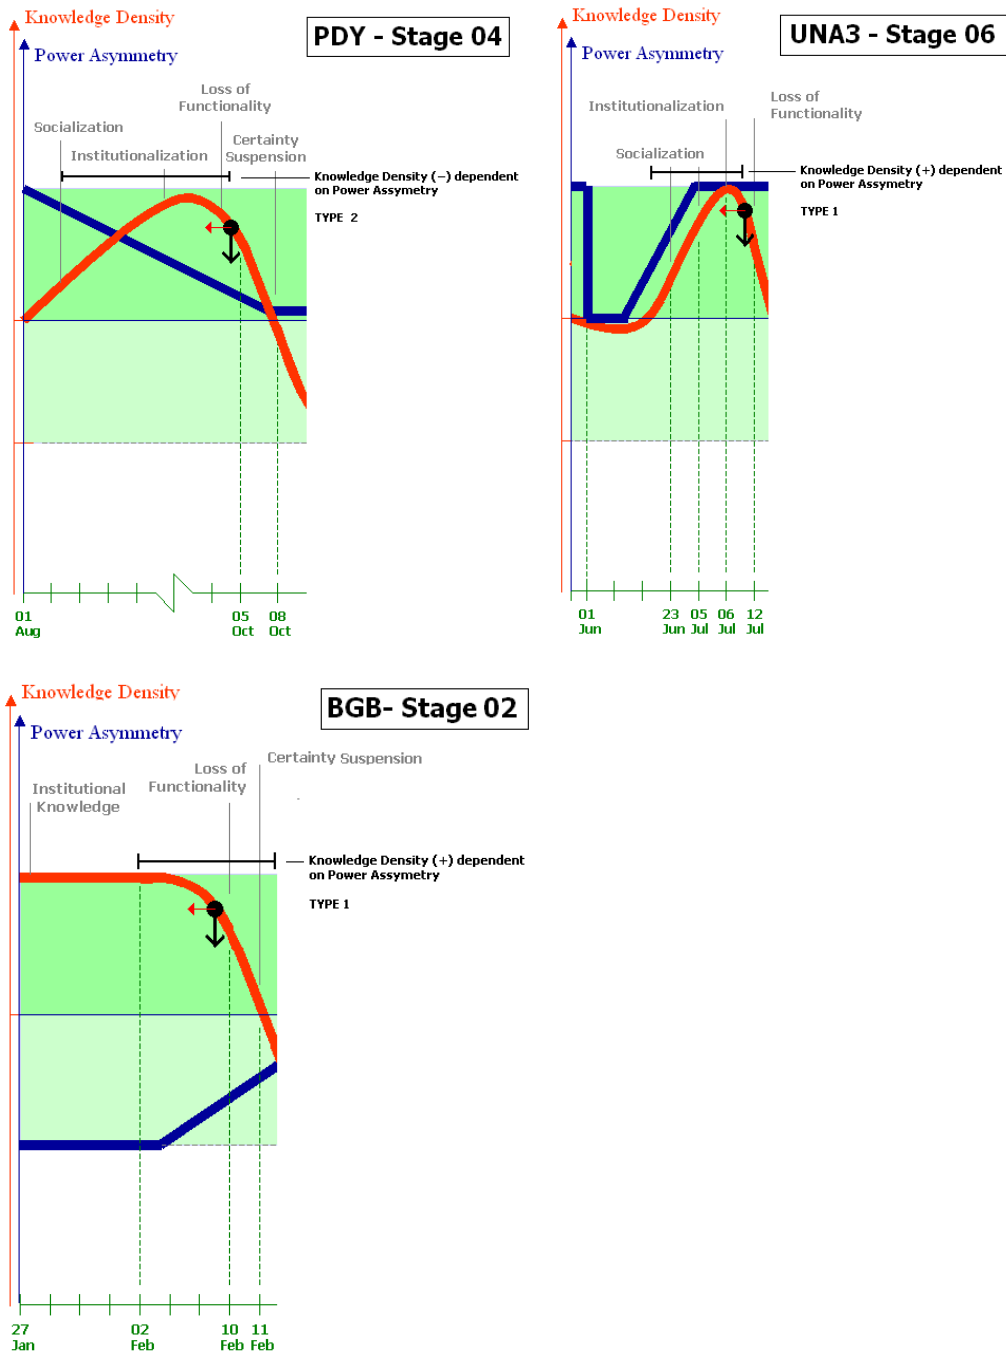 Knowledge Density
Power Asymmetry
PDY - Stage 04
Loss of
Functionality
Socialization
Institutionalization
Certainty
Suspension
Knowledge Density (−) dependent
on Power Assymetry
TYPE 2
01
Aug
05
Oct
08
Oct
Knowledge Density
Power Asymmetry
UNA3 - Stage 06
Institutionalization
Loss of
Functionality
Socialization
Knowledge Density (+) dependent
on Power Assymetry
TYPE 1
01
Jun
23
Jun
05
Jul
06
Jul
12
Jul
Knowledge Density
Power Asymmetry
BGB- Stage 02
Certainty Suspension
Loss of
Functionality
Institutional
Knowledge
Knowledge Density (+) dependent
on Power Assymetry
TYPE 1
27
Jan
02
Feb
10
Feb
11
Feb